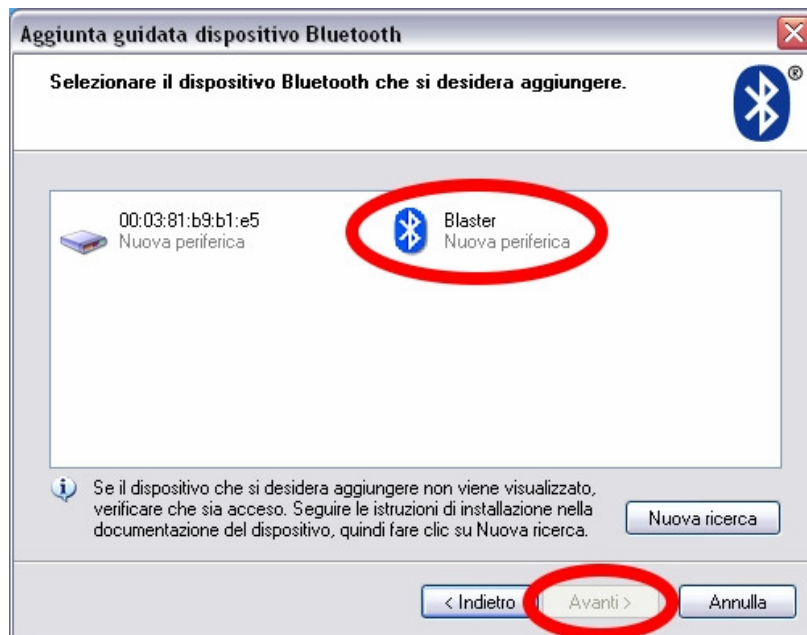 Aggiunta guidata dispositivo Bluetooth
Selezionare il dispositivo Bluetooth che si desidera aggiungere.
®
00:03:81:b9:b1:e5
Nuova periferica
Blaster
Nuova periferica
Se il dispositivo che si desidera aggiungere non viene visualizzato,
verificare che sia acceso. Seguire le istruzioni di installazione nella
documentazione del dispositivo, quindi fare clic su Nuova ricerca.
Nuova ricerca
< Indietro
Avanti >
Annulla